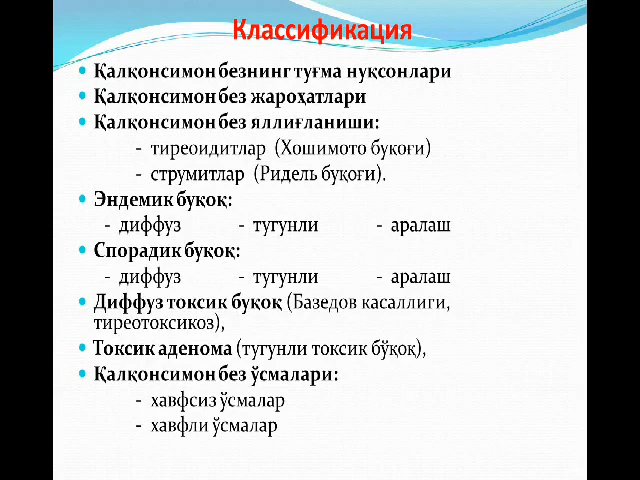 Классификация
• Қалқонсимон безнинг туғма нуқсонлари
• Қалқонсимон без жароҳатлари
• Қалқонсимон без яллиғланиши:
- тиреоидитлар (Хошимото буқоғи)
- струмитлар (Ридель буқоғи).
• Эндемик буқоқ:
- диффуз - тугунли - аралаш
• Спорадик буқоқ:
- диффуз - тугунли - аралаш
• Диффуз токсик буқоқ (Базедов касаллиги,
тиреотоксикоз),
• Токсик аденома (тугунли токсик бўқоқ),
• Қалқонсимон без ўсмалари:
- хавфсиз ўсмалар
- хавфли ўсмалар